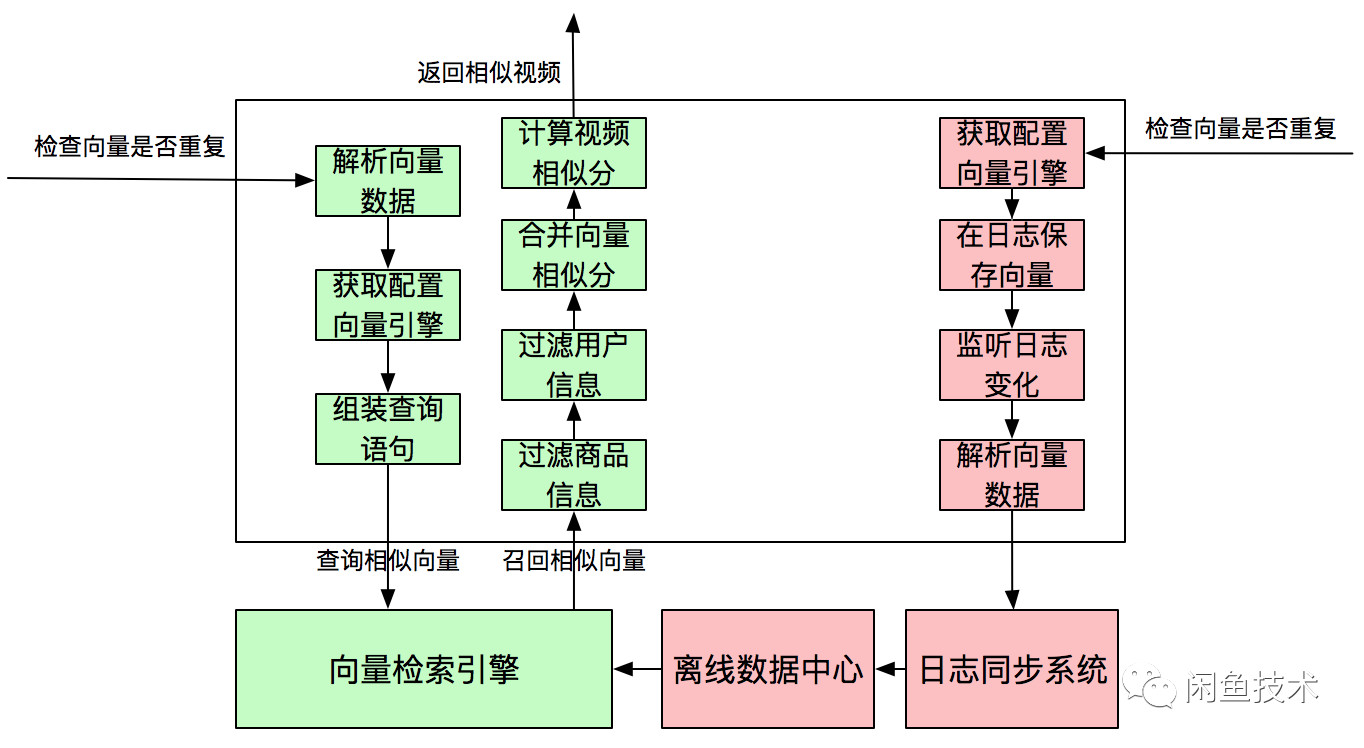 返回相似视频
检查向量是否重复
解析向量
数据
获取配置
向量引擎
组装查询
语句
查询相似向量
计算视频
相似分
合并向量
相似分
过滤用户
信息
过滤商品
信息
召回相似向量
检查向量是否重复
获取配置
向量引擎
在日志保
存向量
监听日志
变化
解析向量
数据
向量检索引擎
离线数据中心
日志同步系统
闲鱼技术